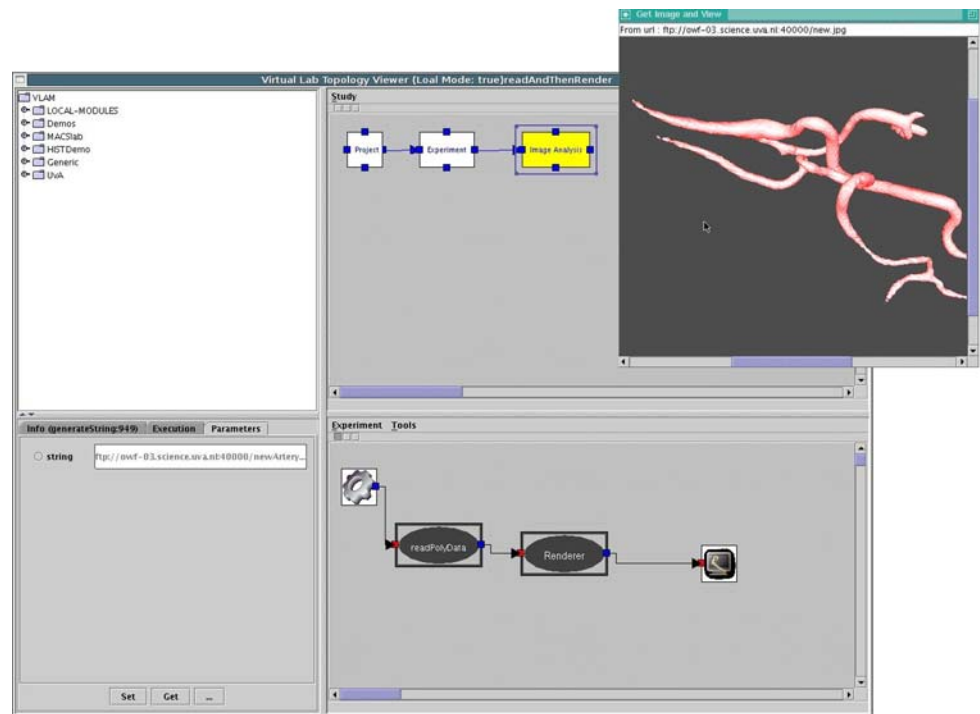 Get Image and View
From url : ftp://owf-03.science.uva.nl:40000/new.jpg
Virtual Lab Topology Viewer (Loal Mode: true)readAndThenRender
VLAM
LOCAL-MODULES
Demos
MACSlab
HISTDemo
Generic
UvA
Study
Project
Experiment
Image Analysis
Info (generateString:949) Execution Parameters
string ftp://owf-03.science.uva.nl:40000/newArtery...
Set Get ...
Experiment Tools
readPolyData
Renderer